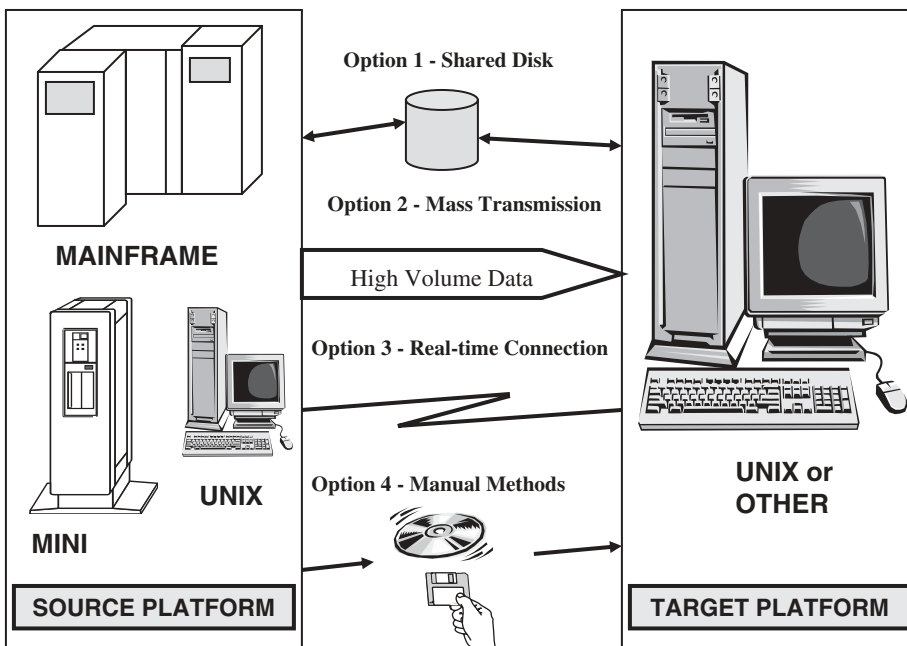 MAINFRAME
MINI
UNIX
SOURCE PLATFORM
Option 1 - Shared Disk
Option 2 - Mass Transmission
High Volume Data
Option 3 - Real-time Connection
Option 4 - Manual Methods
UNIX or
OTHER
TARGET PLATFORM